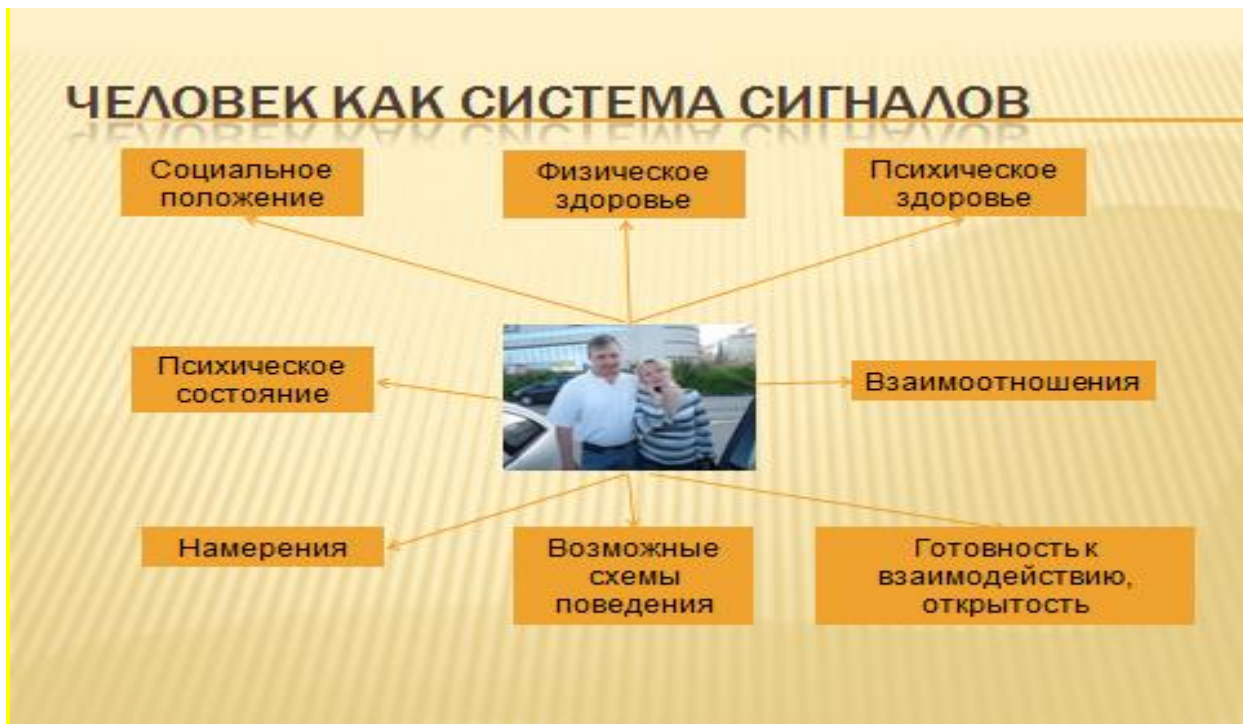 ЧЕЛОВЕК КАК СИСТЕМА СИГНАЛОВ
Социальное
положение
Физическое
здоровье
Психическое
здоровье
Психическое
состояние
Взаимоотношения
Намерения
Возможные
схемы
поведения
Готовность к
взаимодействию,
открытость